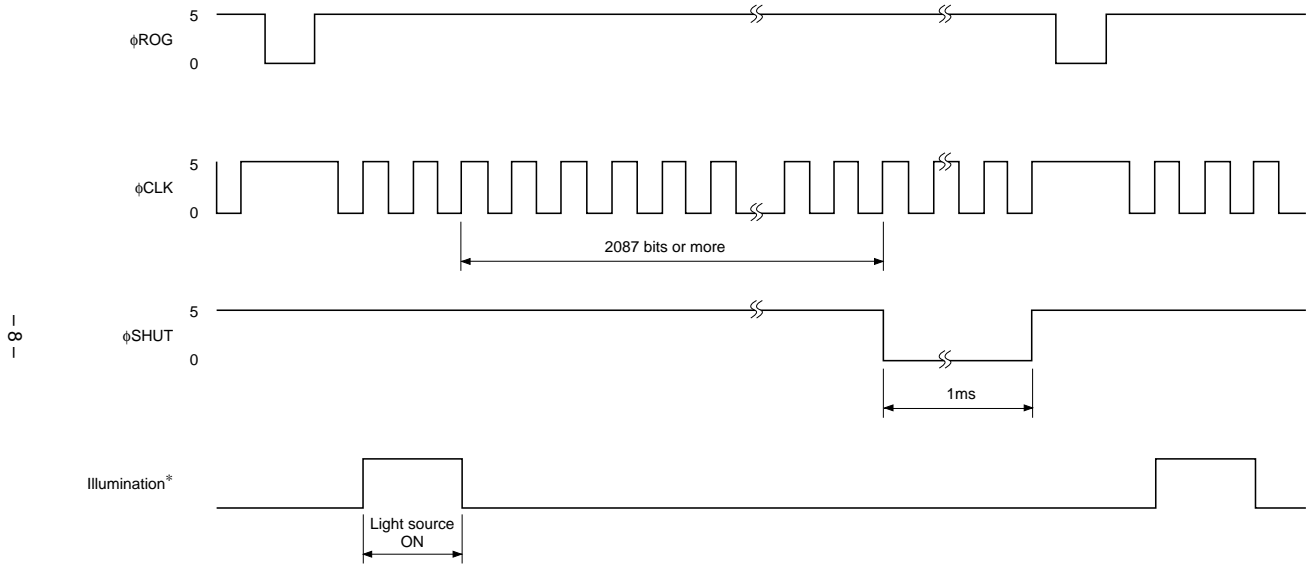 5
φROG
0
5
φCLK
0
2087 bits or more
5
φSHUT
0
1ms
Illumination*
Light source
ON
– 8 –